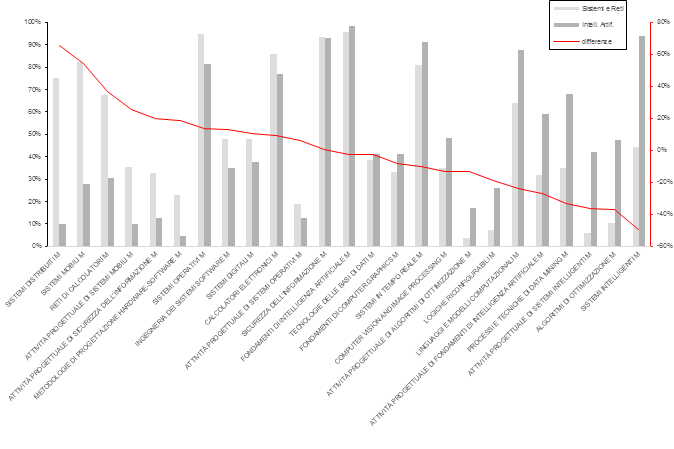 Sistemi e Reti
Intell. Artif.
differenze
100%
90%
80%
70%
60%
50%
40%
30%
20%
10%
0%
80%
60%
40%
20%
0%
-20%
-40%
-60%
SISTEMI DISTRIBUITI M
SISTEMI MOBILI M
RETI DI CALCOLATORI M
ATTIVITÀ PROGETTUALE DI SISTEMI MOBILI M
ATTIVITÀ PROGETTUALE DI SICUREZZA DELL'INFORMAZIONE M
METODOLOGIE DI PROGETTAZIONE HARDWARE-SOFTWARE M
SISTEMI OPERATIVI M
INGEGNERIA DEI SISTEMI SOFTWARE M
SISTEMI DIGITALI M
CALCOLATORI ELETTRONICI M
ATTIVITÀ PROGETTUALE DI SISTEMI OPERATIVI M
SICUREZZA DELL'INFORMAZIONE M
FONDAMENTI DI INTELLIGENZA ARTIFICIALE M
TECNOLOGIE DELLE BASI DI DATI M
FONDAMENTI DI COMPUTER GRAPHICS M
SISTEMI IN TEMPO REALE M
COMPUTER VISION AND IMAGE PROCESSING M
ATTIVITÀ PROGETTUALE DI ALGORITMI DI OTTIMIZZAZIONE M
LOGICHE RICONFIGURABILI M
LINGUAGGI E MODELLI COMPUTAZIONALI M
ATTIVITÀ PROGETTUALE DI FONDAMENTI DI INTELLIGENZA ARTIFICIALE M
PROCESSI E TECNICHE DI DATA MINING M
ATTIVITÀ PROGETTUALE DI SISTEMI INTELLIGENTI M
ALGORITMI DI OTTIMIZZAZIONE M
SISTEMI INTELLIGENTI M